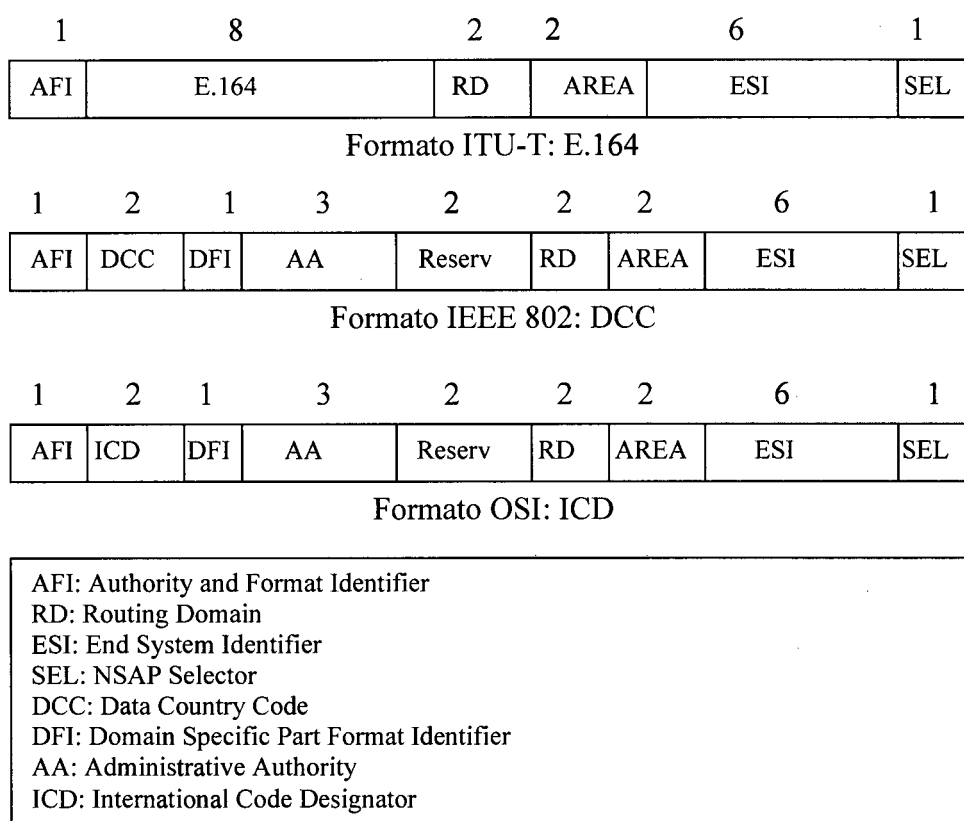 1 8 2 2 6 1
AFI E.164 RD AREA ESI SEL
Formato ITU-T: E.164
1 2 1 3 2 2 2 6 1
AFI DCC DFI AA Reserv RD AREA ESI SEL
Formato IEEE 802: DCC
1 2 1 3 2 2 2 6 1
AFI ICD DFI AA Reserv RD AREA ESI SEL
Formato OSI: ICD
AFI: Authority and Format Identifier
RD: Routing Domain
ESI: End System Identifier
SEL: NSAP Selector
DCC: Data Country Code
DFI: Domain Specific Part Format Identifier
AA: Administrative Authority
ICD: International Code Designator